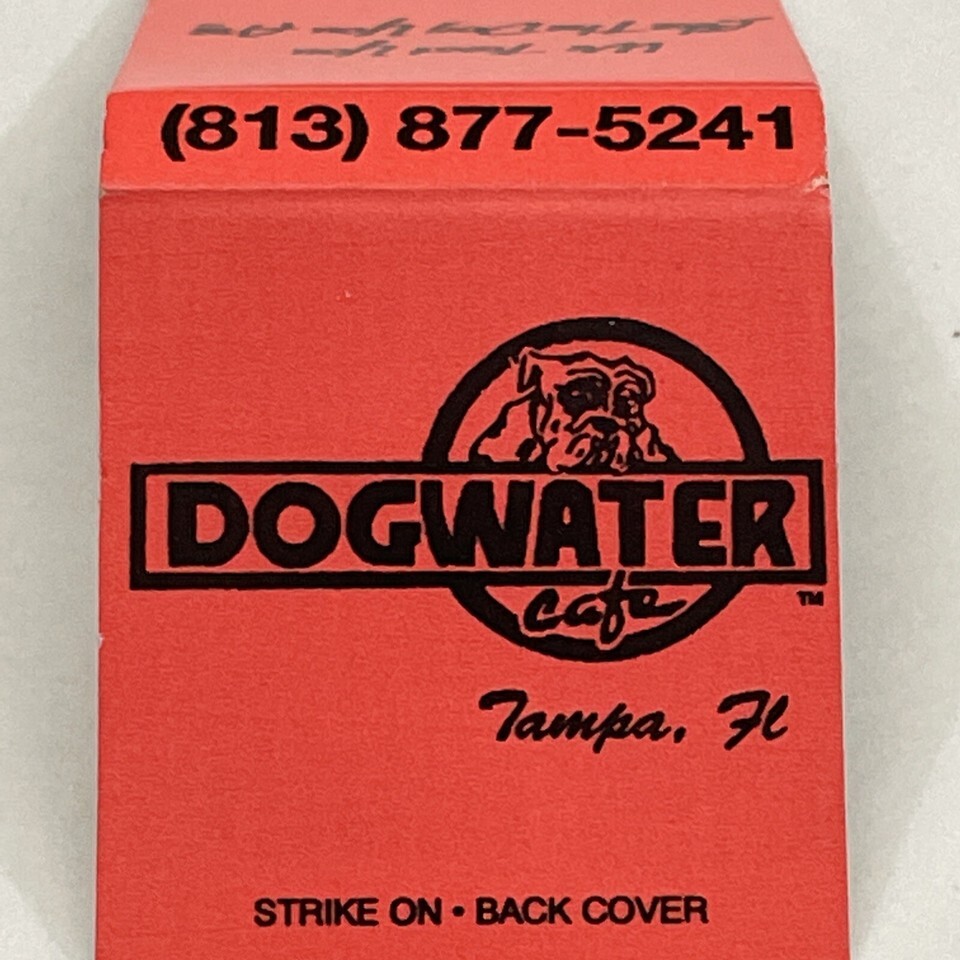 (813) 877-5241
DOGWATER
cafe
TM
Tampa, Fl
STRIKE ON • BACK COVER